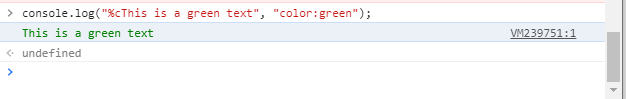 console.log("%cThis is a green text", "color:green");
This is a green text VM239751:1
undefined